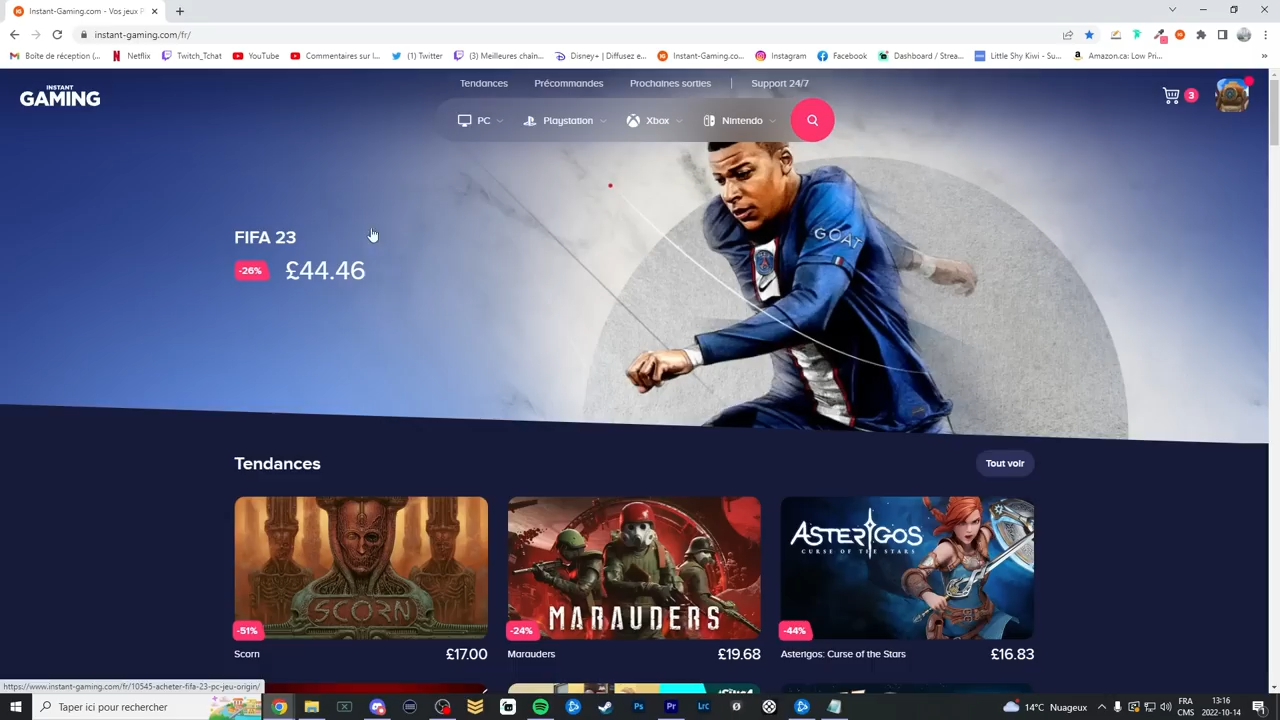 Instant-Gaming.com - Vos jeux P
instant-gaming.com/fr/
Boîte de réception (... Netflix Twitch_Tchat YouTube Commentaires sur l... (1) Twitter (3) Meilleures chaîn... Disney+ | Diffusez e... Instant-Gaming.co... Instagram Facebook Dashboard / Strea... Little Shy Kiwi - Su... Amazon.ca: Low Pri... »
INSTANT
GAMING
Tendances Précommandes Prochaines sorties Support 24/7
3
PC Playstation Xbox Nintendo
GOAT
FIFA 23
-26% £44.46
Tendances Tout voir
SCORN
MARAUDERS
ASTERIGOS
CURSE OF THE STARS
-51% -24% -44%
Scorn £17.00 Marauders £19.68 Asterigos: Curse of the Stars £16.83
https://www.instant-gaming.com/fr/10545-acheter-fifa-23-pc-jeu-origin/
Taper ici pour rechercher
Ps Pr Lrc
14°C Nuageux
FRA
CMS
13:16
2022-10-14